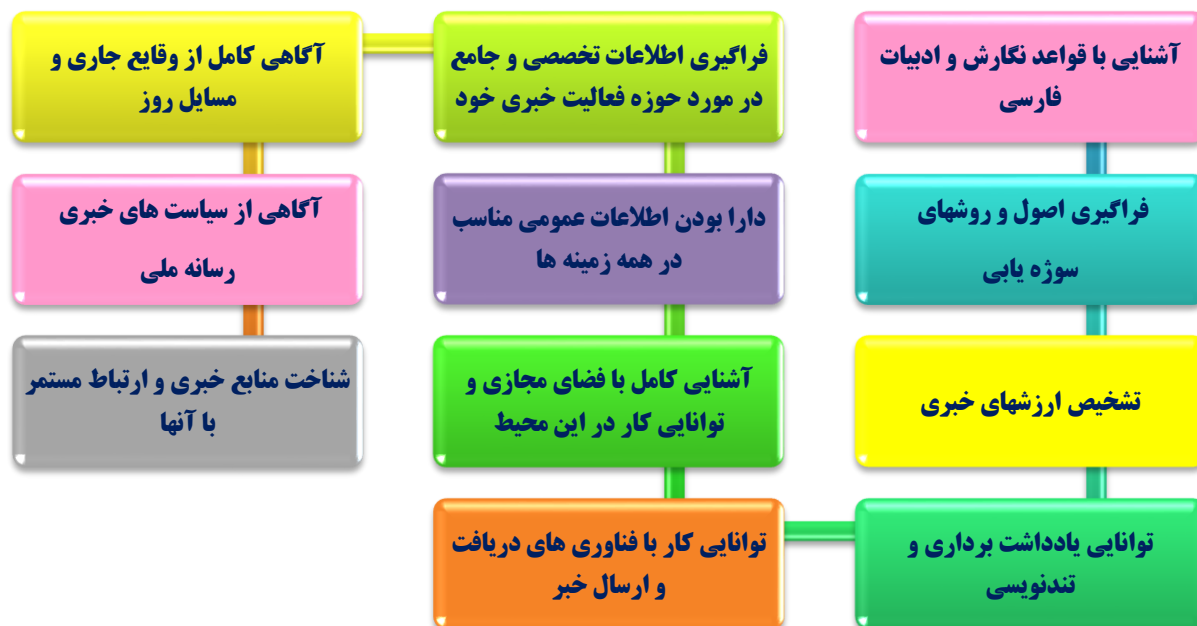 آشنایی با قواعد نگارش و ادبیات
فارسی
فراگیری اصول و روشهای
سوژه یابی
تشخیص ارزشهای خبری
توانایی یادداشت برداری و
تندنویسی
توانایی کار با فناوری های دریافت
و ارسال خبر
آشنایی کامل با فضای مجازی و
توانایی کار در این محیط
دارا بودن اطلاعات عمومی مناسب
در همه زمینه ها
فراگیری اطلاعات تخصصی و جامع
در مورد حوزه فعالیت خبری خود
آگاهی کامل از وقایع جاری و
مسایل روز
آگاهی از سیاست های خبری
رسانه ملی
شناخت منابع خبری و ارتباط مستمر
با آنها